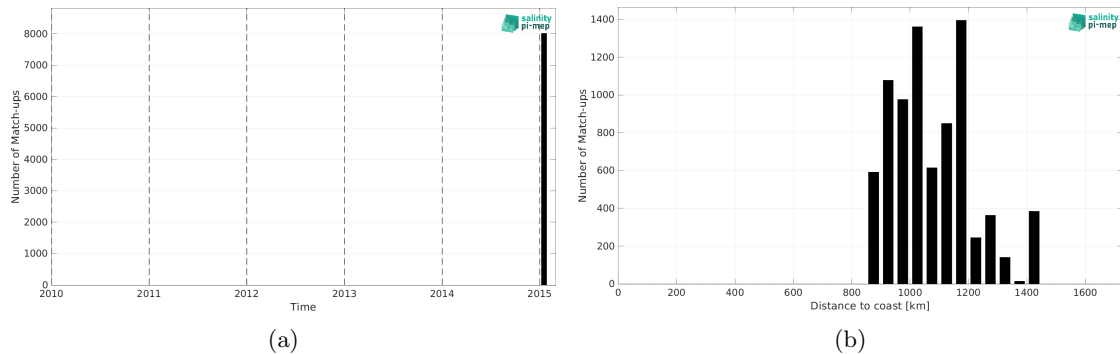 salinity
pi-mep
8000
7000
6000
5000
4000
3000
2000
1000
0
Number of Match-ups
2010 2011 2012 2013 2014 2015
Time
(a)
salinity
pi-mep
1400
1200
1000
800
600
400
200
0
Number of Match-ups
0 200 400 600 800 1000 1200 1400 1600
Distance to coast [km]
(b)